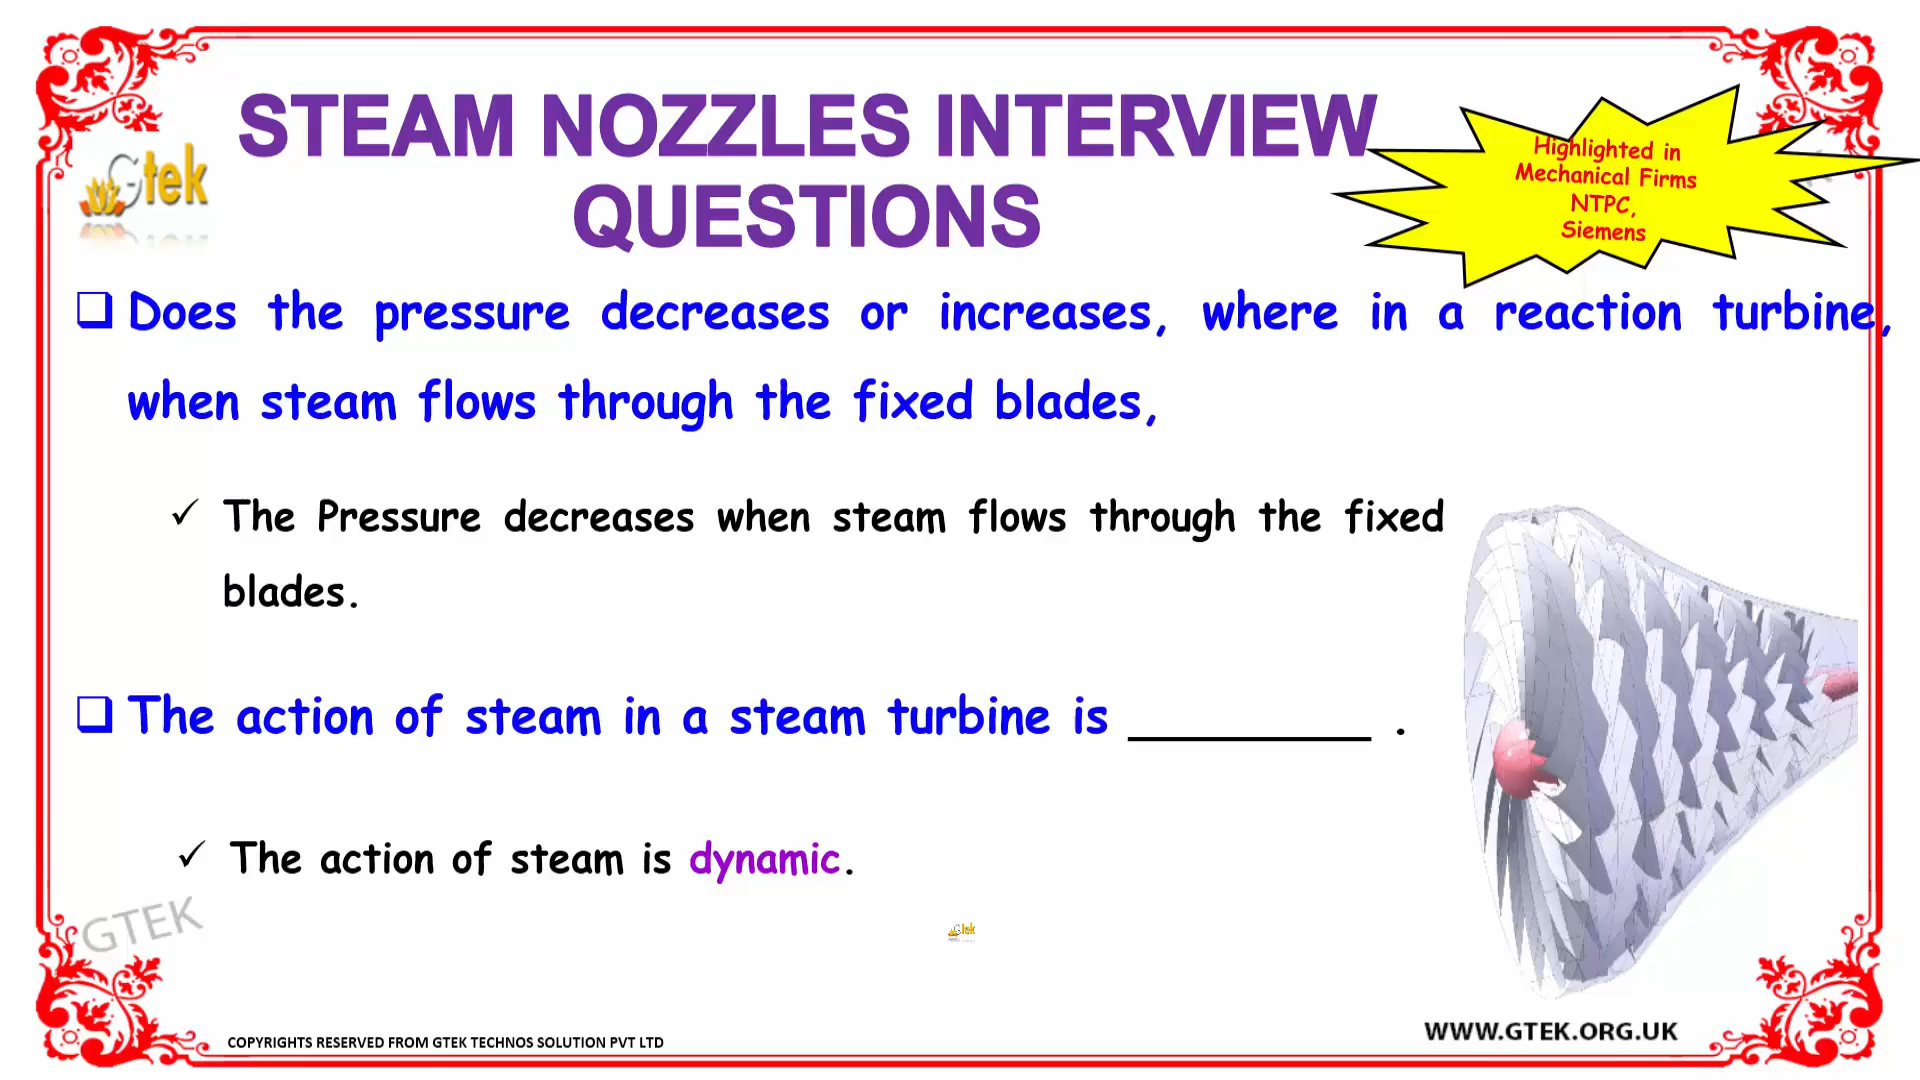 Gtek
STEAM NOZZLES INTERVIEW
QUESTIONS
Highlighted in
Mechanical Firms
NTPC,
Siemens
Does the pressure decreases or increases, where in a reaction turbine,
when steam flows through the fixed blades,
The Pressure decreases when steam flows through the fixed
blades.
The action of steam in a steam turbine is __________ .
The action of steam is dynamic.
GTEK
Gtek
COPYRIGHTS RESERVED FROM GTEK TECHNOS SOLUTION PVT LTD
WWW.GTEK.ORG.UK